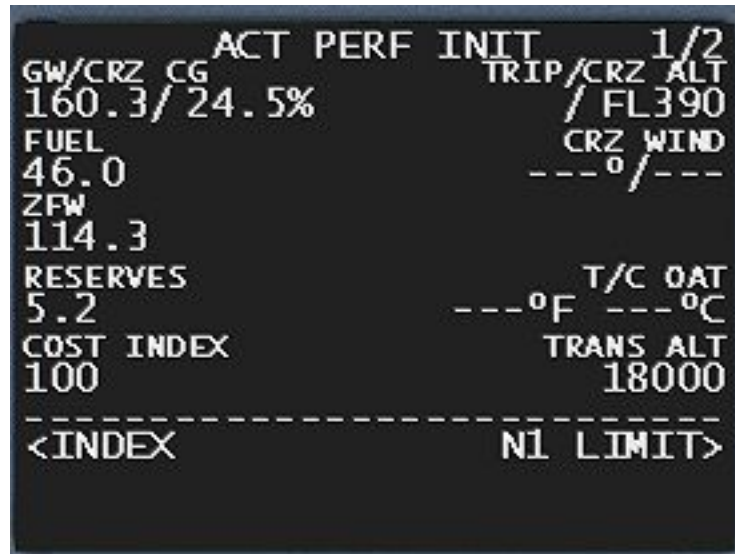 ACT PERF INIT 1/2
GW/CRZ CG TRIP/CRZ ALT
160.3/24.5% /FL390
FUEL CRZ WIND
46.0 ---°/---
ZFW
114.3
RESERVES T/C OAT
5.2 ---°F ---°C
COST INDEX TRANS ALT
100 18000
--------------------------
<INDEX N1 LIMIT>